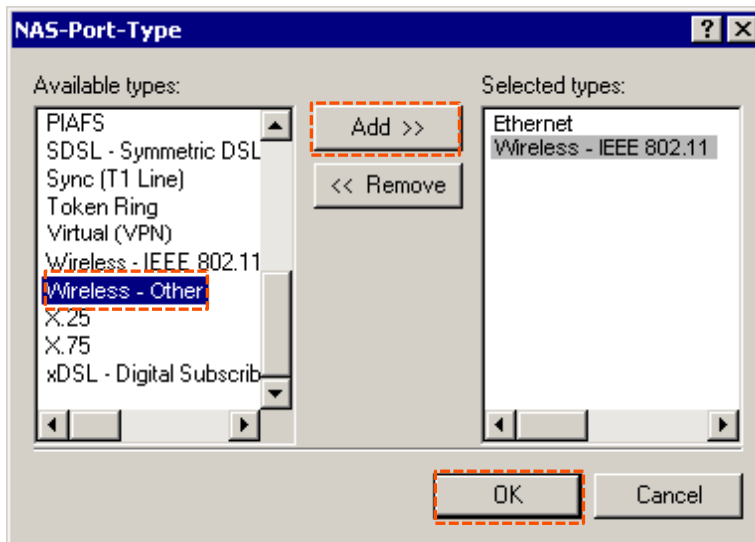 NAS-Port-Type
Available types:
PIAFS
SDSL - Symmetric DSL
Sync (T1 Line)
Token Ring
Virtual (VPN)
Wireless - IEEE 802.11
Wireless - Other
X.25
X.75
xDSL - Digital Subscrib
Add >>
<< Remove
Selected types:
Ethernet
Wireless - IEEE 802.11
OK
Cancel